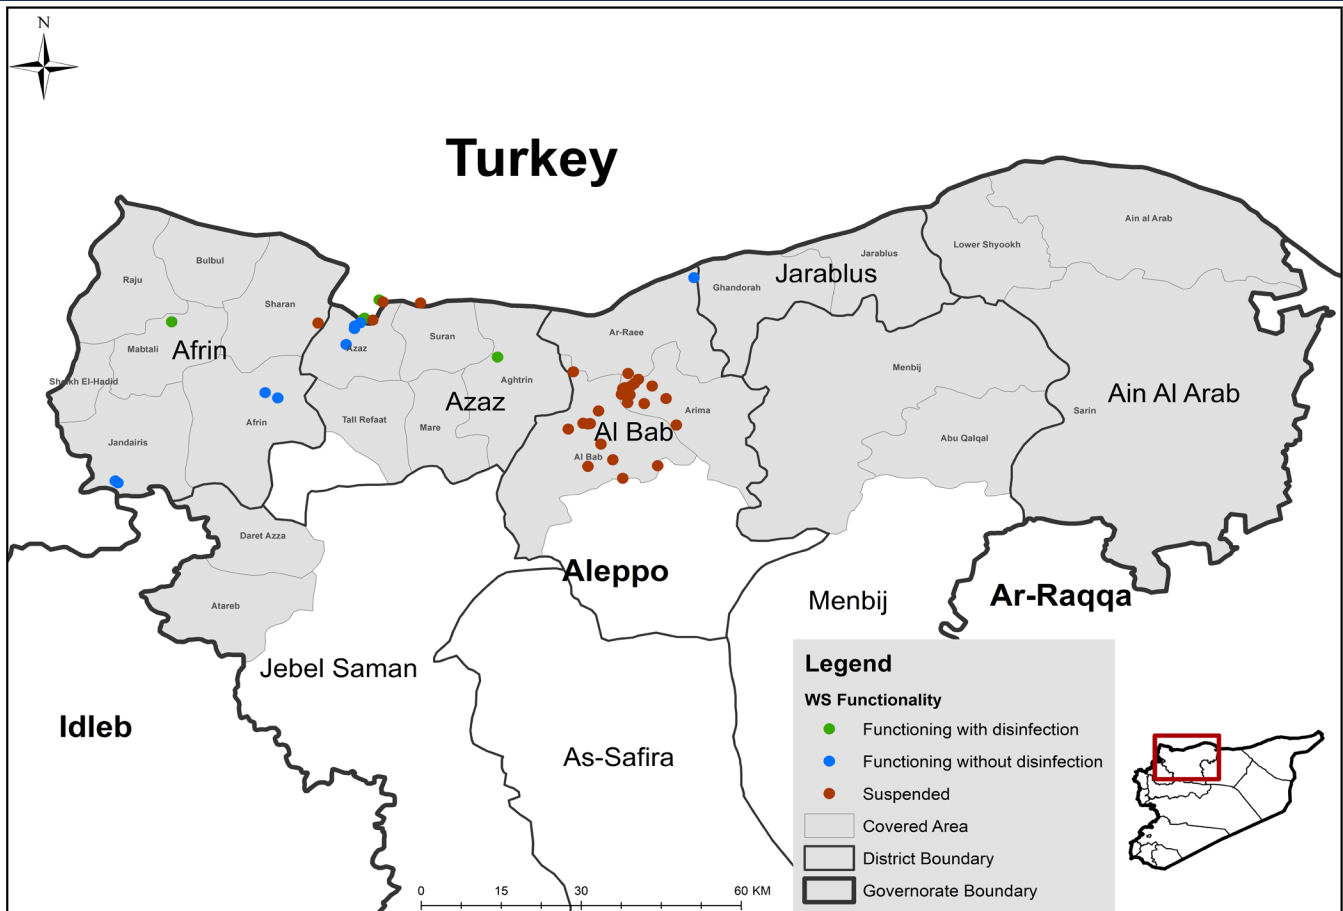 N
Turkey
Ain al Arab
Lower Shyookh
Jarablus
Bulbul
Jarablus
Raju
Ghandorah
Sharan
Ar-Raee
Suran
Mabtali
Afrin
Azaz
Menbij
Sheikh El-Hadid
Aghtrin
Ain Al Arab
Azaz
Arima
Sarin
Afrin
Tall Refaat
Mare
Al Bab
Abu Qalqal
Jandairis
Al Bab
Daret Azza
Aleppo
Ar-Raqqa
Menbij
Atareb
Jebel Saman
Idleb
As-Safira
Legend
WS Functionality
Functioning with disinfection
Functioning without disinfection
Suspended
Covered Area
District Boundary
Governorate Boundary
0 15 30 60 KM